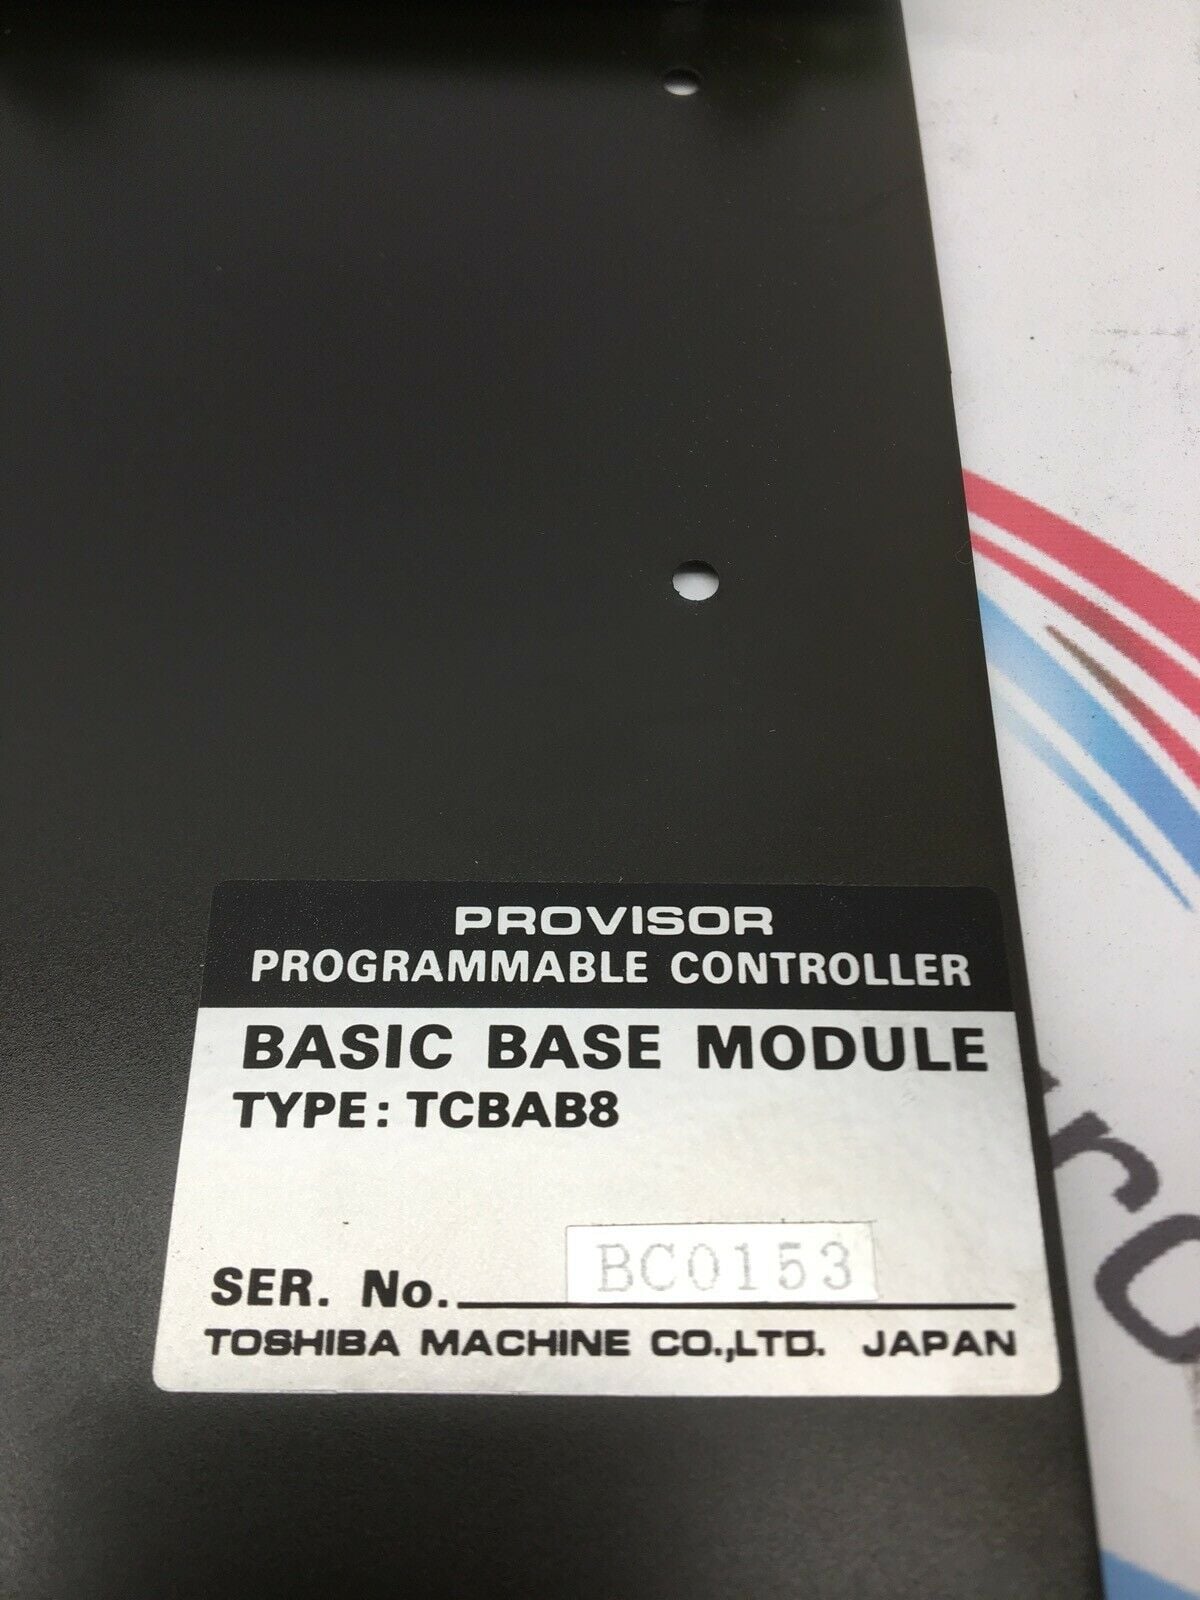 PROVISOR
PROGRAMMABLE CONTROLLER
BASIC BASE MODULE
TYPE: TCBAB8
SER. No. BC0153
TOSHIBA MACHINE CO.,LTD. JAPAN